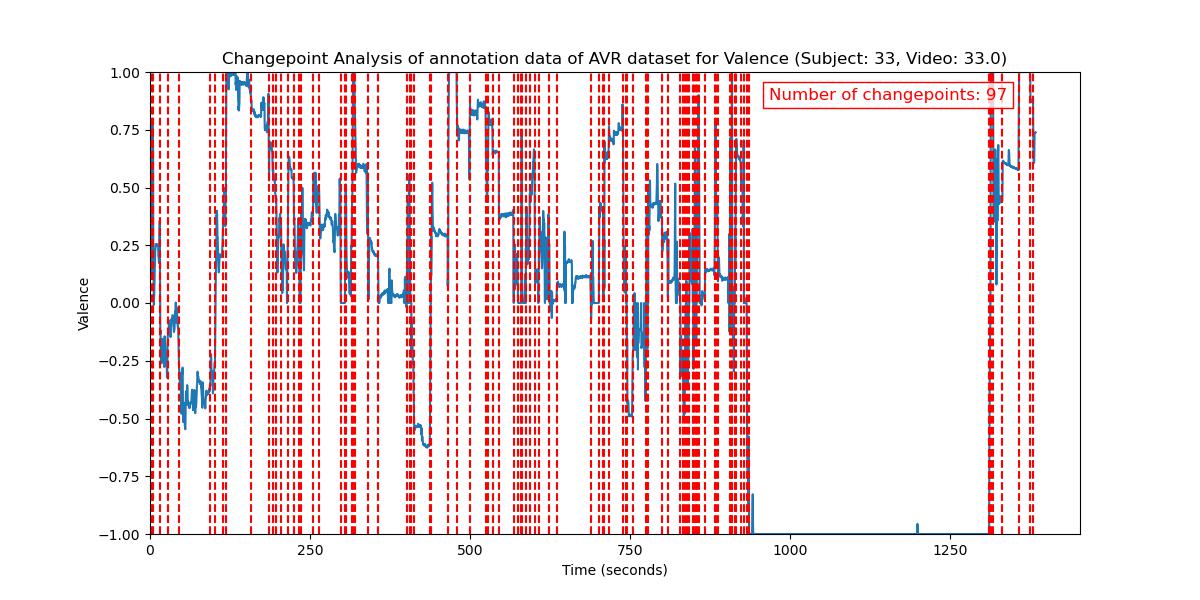 Changepoint Analysis of annotation data of AVR dataset for Valence (Subject: 33, Video: 33.0)
Number of changepoints: 97
1.00
0.75
0.50
0.25
0.00
−0.25
−0.50
−0.75
−1.00
Valence
0 250 500 750 1000 1250
Time (seconds)